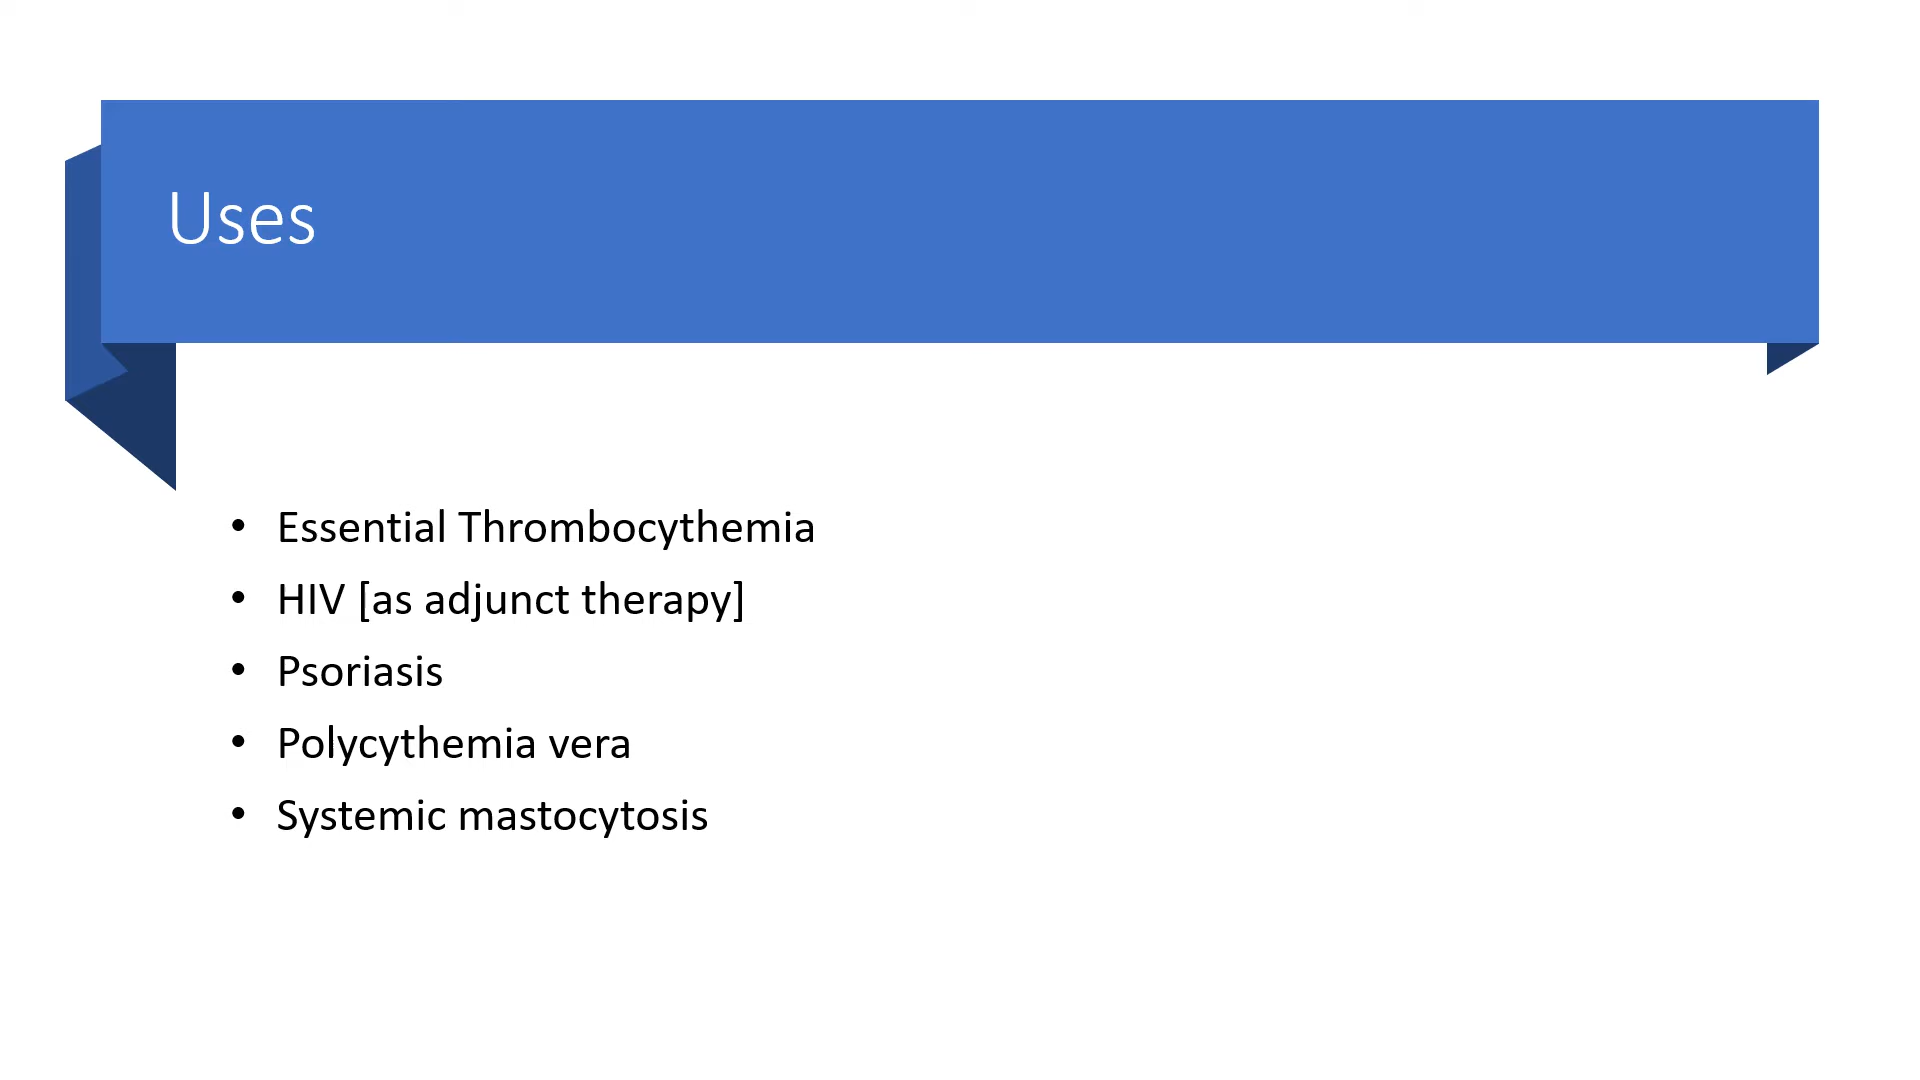 Uses
• Essential Thrombocythemia
• HIV [as adjunct therapy]
• Psoriasis
• Polycythemia vera
• Systemic mastocytosis